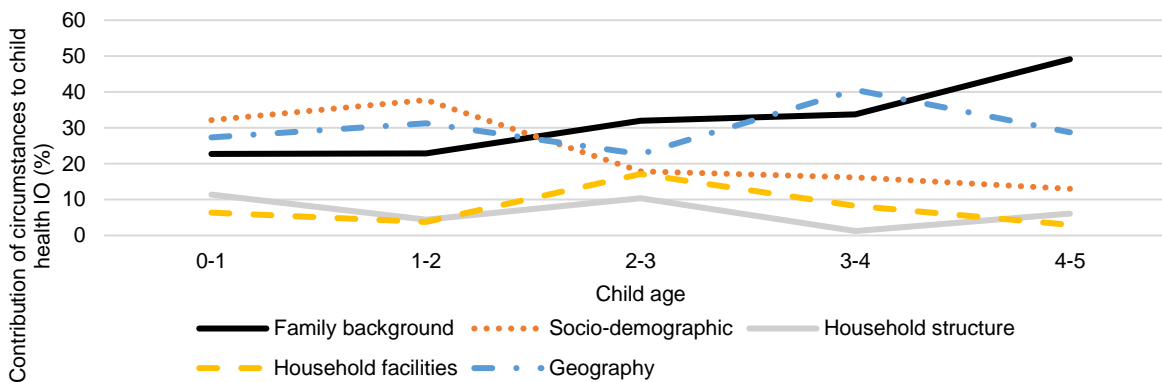 Contribution of circumstances to child
health IO (%)
60
50
40
30
20
10
0
0-1 1-2 2-3 3-4 4-5
Child age
Family background Socio-demographic Household structure
Household facilities Geography